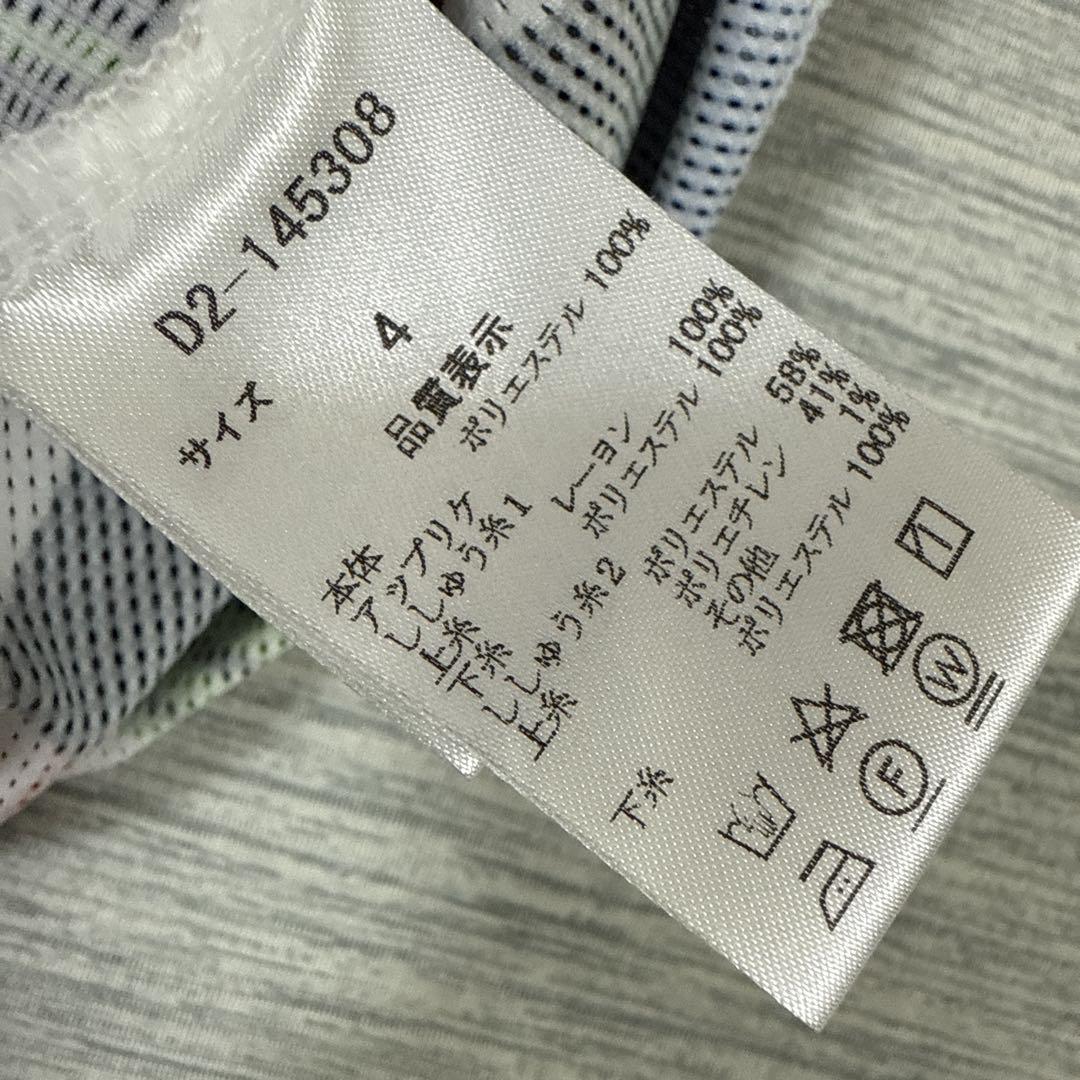 D2-145308
サイズ 4
品質表示
本体 ポリエステル 100%
アップリケ
ししゅう糸1
上糸 レーヨン 100%
下糸 ポリエステル 100%
ししゅう糸2
上糸 ポリエステル 58%
ポリエチレン 41%
その他 1%
下糸 ポリエステル 100%
W
F